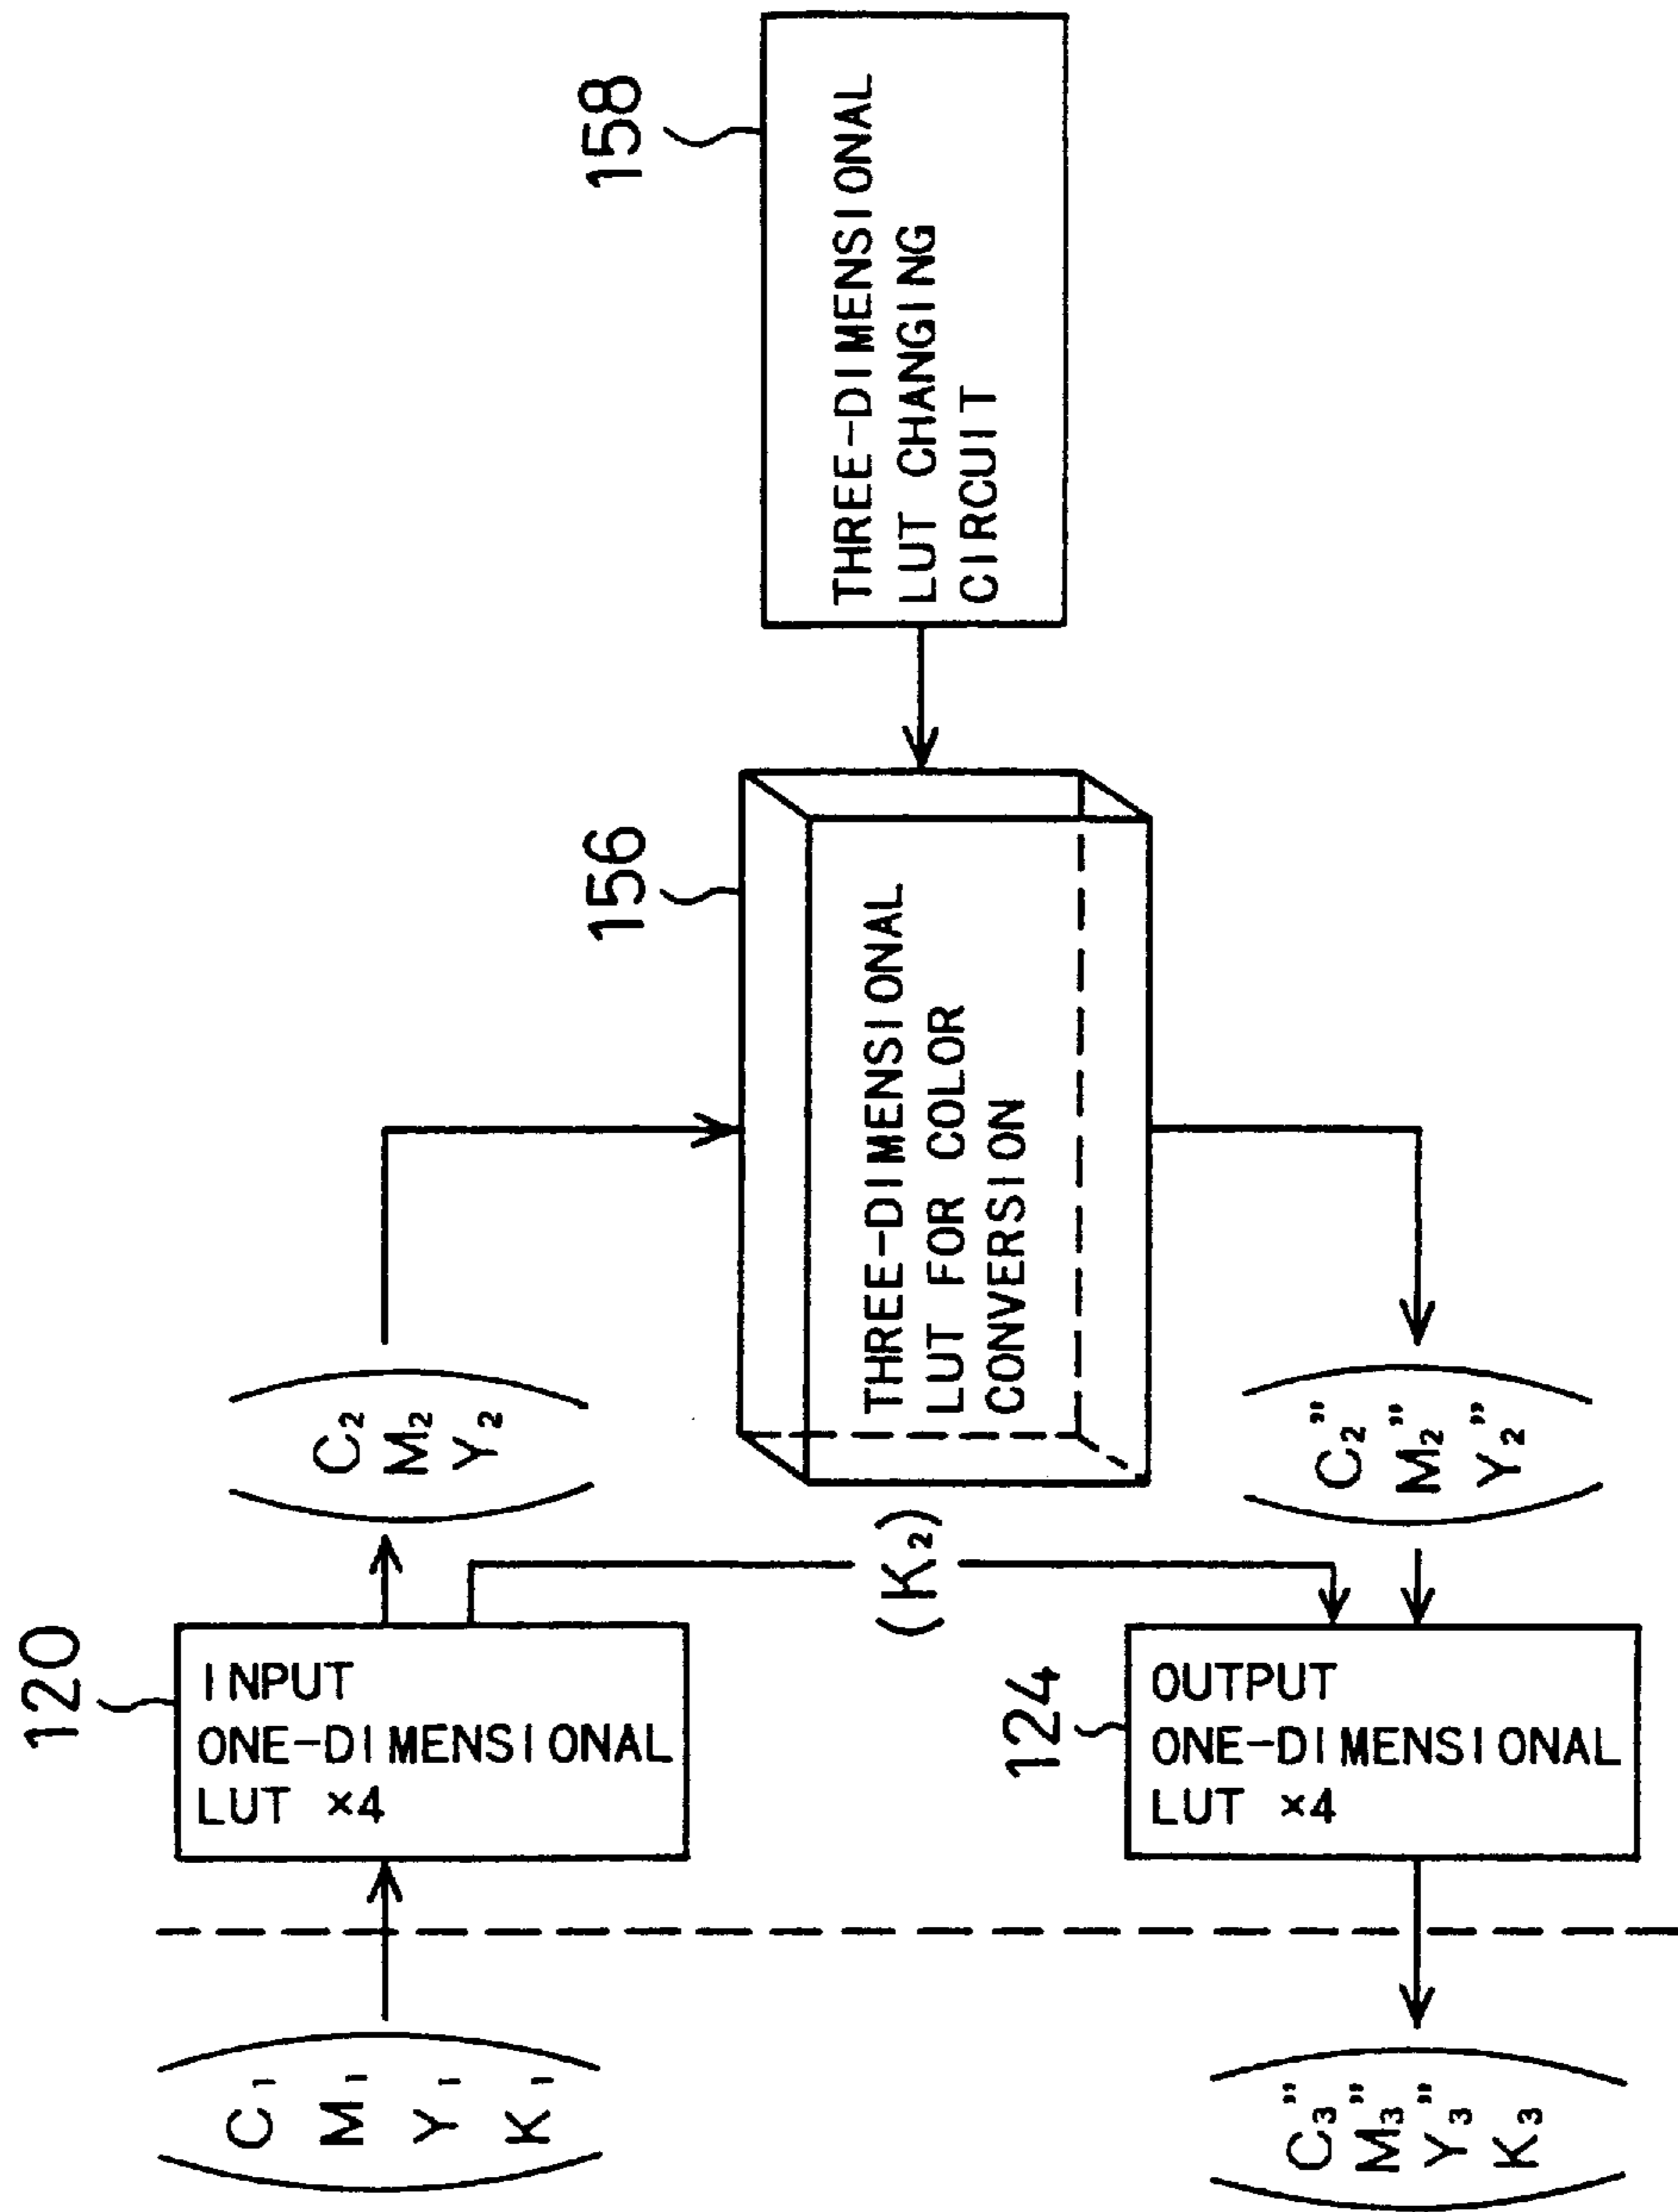 C₁
M₁
Y₁
K₁
120
INPUT
ONE-DIMENSIONAL
LUT ×4
C₂
M₂
Y₂
(K₂)
156
THREE-DIMENSIONAL
LUT FOR COLOR
CONVERSION
158
THREE-DIMENSIONAL
LUT CHANGING
CIRCUIT
C₂"
M₂"
Y₂"
124
OUTPUT
ONE-DIMENSIONAL
LUT ×4
C₃"
M₃"
Y₃"
K₃